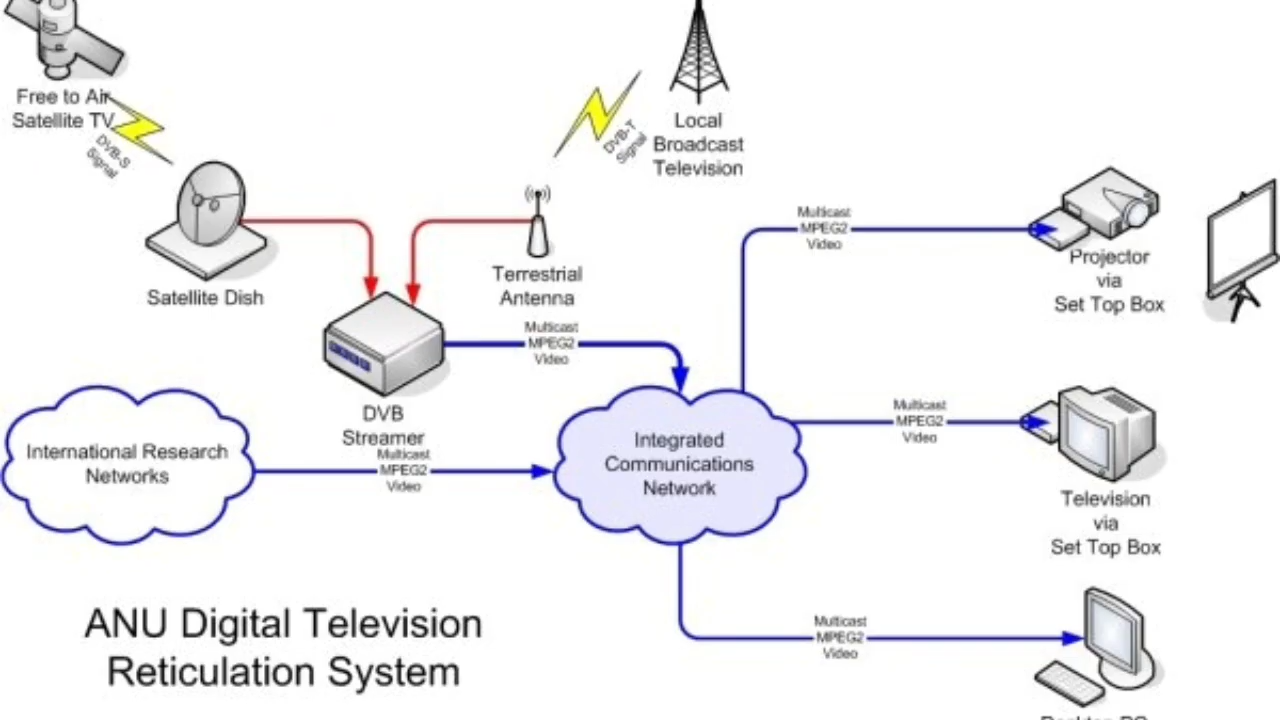 Free to Air
Satellite TV
DVB-S
Signal
Local
Broadcast
Television
DVB-T
Signal
Satellite Dish
Terrestrial
Antenna
Multicast
MPEG2
Video
Projector
via
Set Top Box
Multicast
MPEG2
Video
DVB
Streamer
International Research
Networks
Multicast
MPEG2
Video
Integrated
Communications
Network
Multicast
MPEG2
Video
Television
via
Set Top Box
Multicast
MPEG2
Video
ANU Digital Television
Reticulation System
Desktop PC